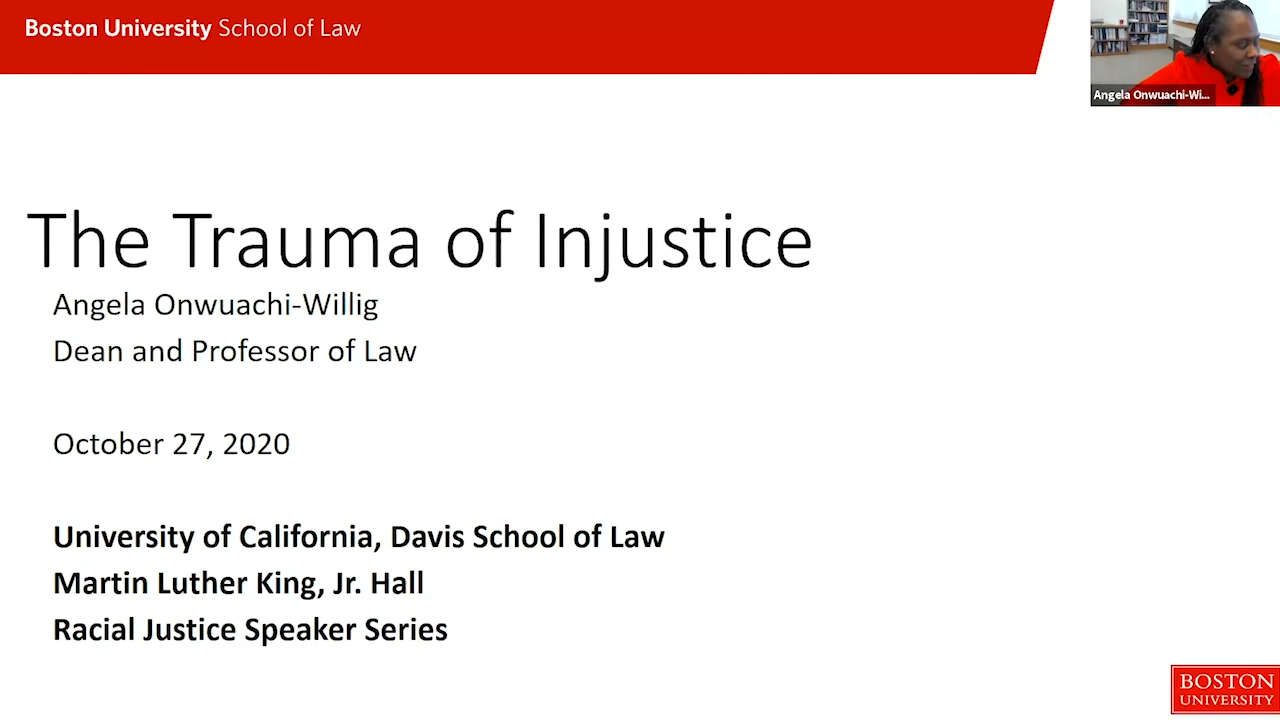 Boston University School of Law
Angela Onwuachi-Wi...
The Trauma of Injustice
Angela Onwuachi-Willig
Dean and Professor of Law
October 27, 2020
University of California, Davis School of Law
Martin Luther King, Jr. Hall
Racial Justice Speaker Series
BOSTON
UNIVERSITY